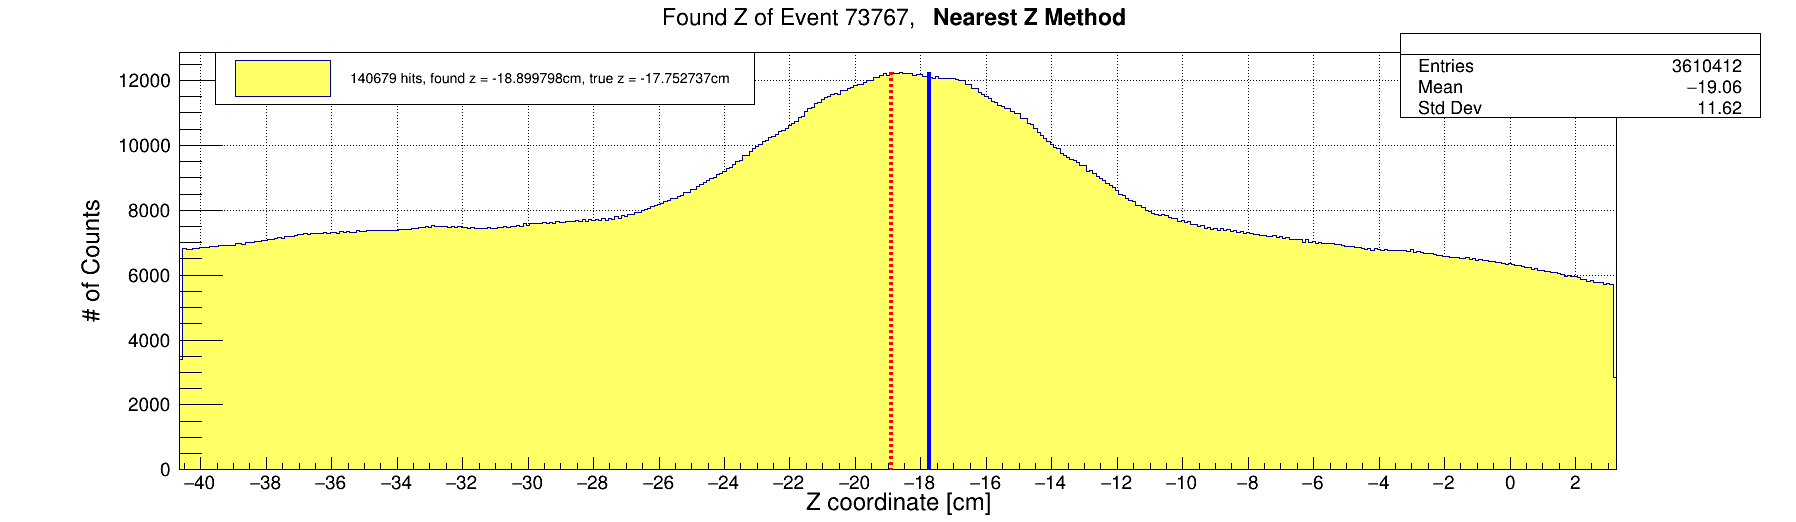 Found Z of Event 73767, Nearest Z Method
140679 hits, found z = -18.899798cm, true z = -17.752737cm
Entries 3610412
Mean −19.06
Std Dev 11.62
# of Counts
12000
10000
8000
6000
4000
2000
0
−40 −38 −36 −34 −32 −30 −28 −26 −24 −22 −20 −18 −16 −14 −12 −10 −8 −6 −4 −2 0 2
Z coordinate [cm]